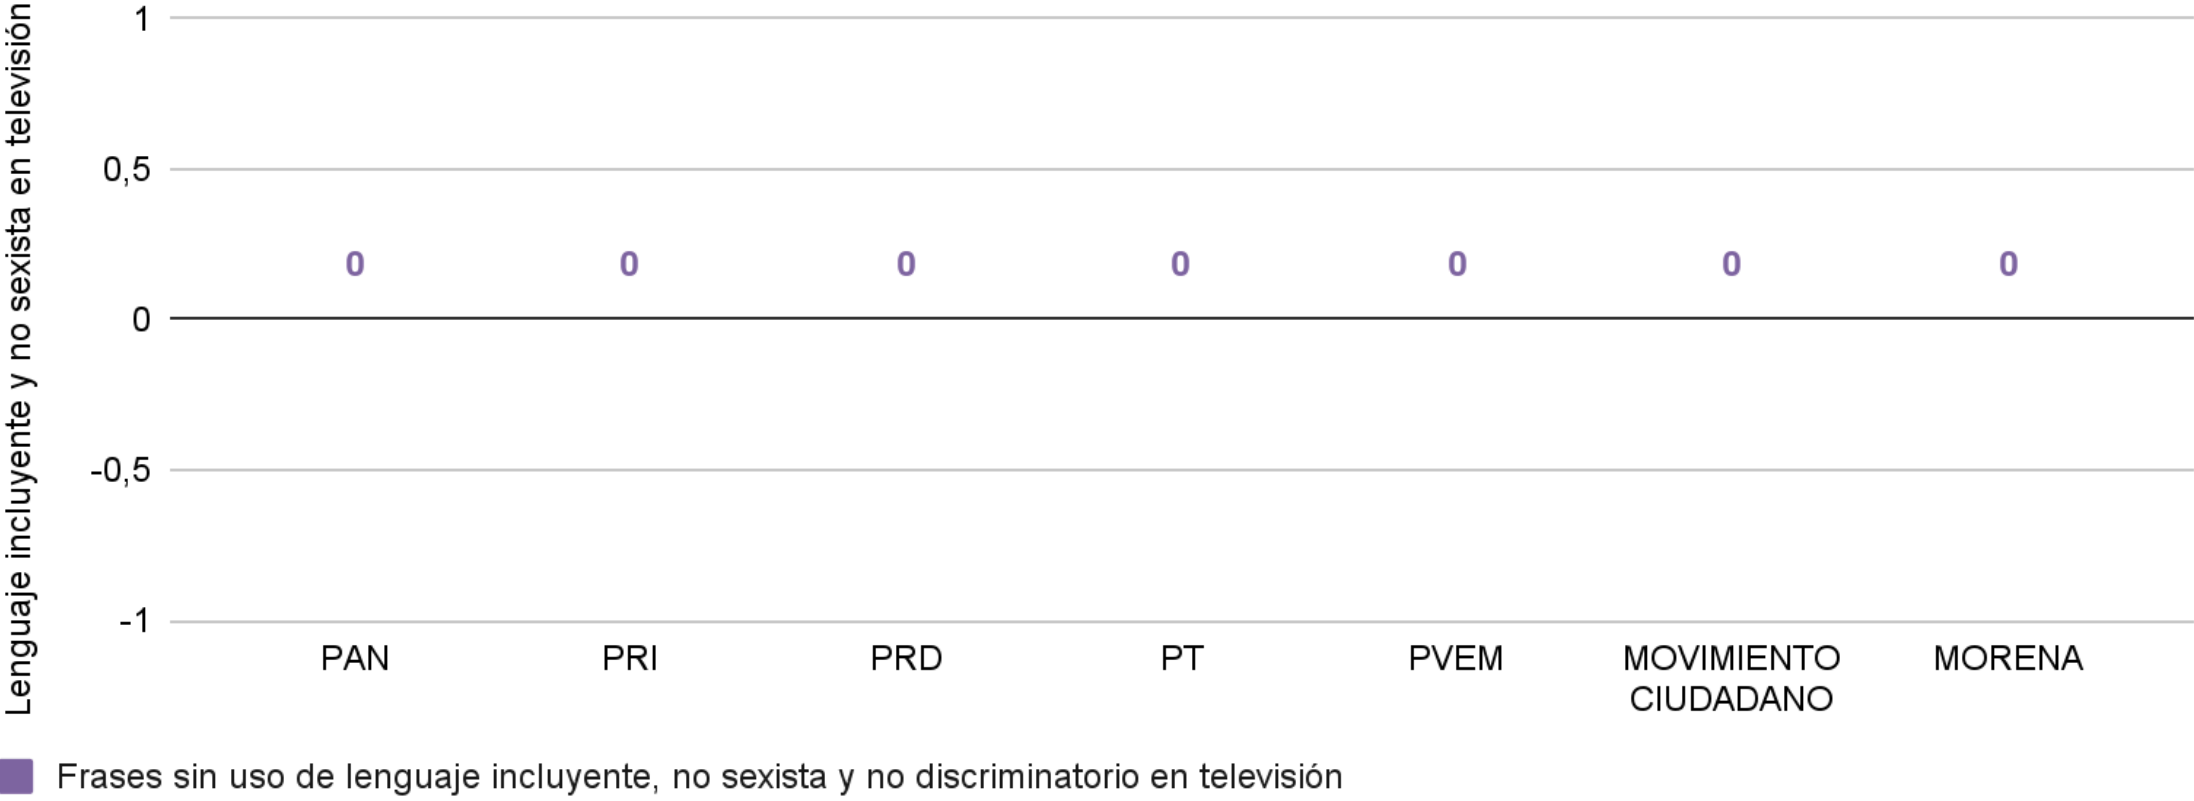 Lenguaje incluyente y no sexista en televisión
1
0,5
0
-0,5
-1
0 0 0 0 0 0 0
PAN PRI PRD PT PVEM MOVIMIENTO CIUDADANO MORENA
Frases sin uso de lenguaje incluyente, no sexista y no discriminatorio en televisión